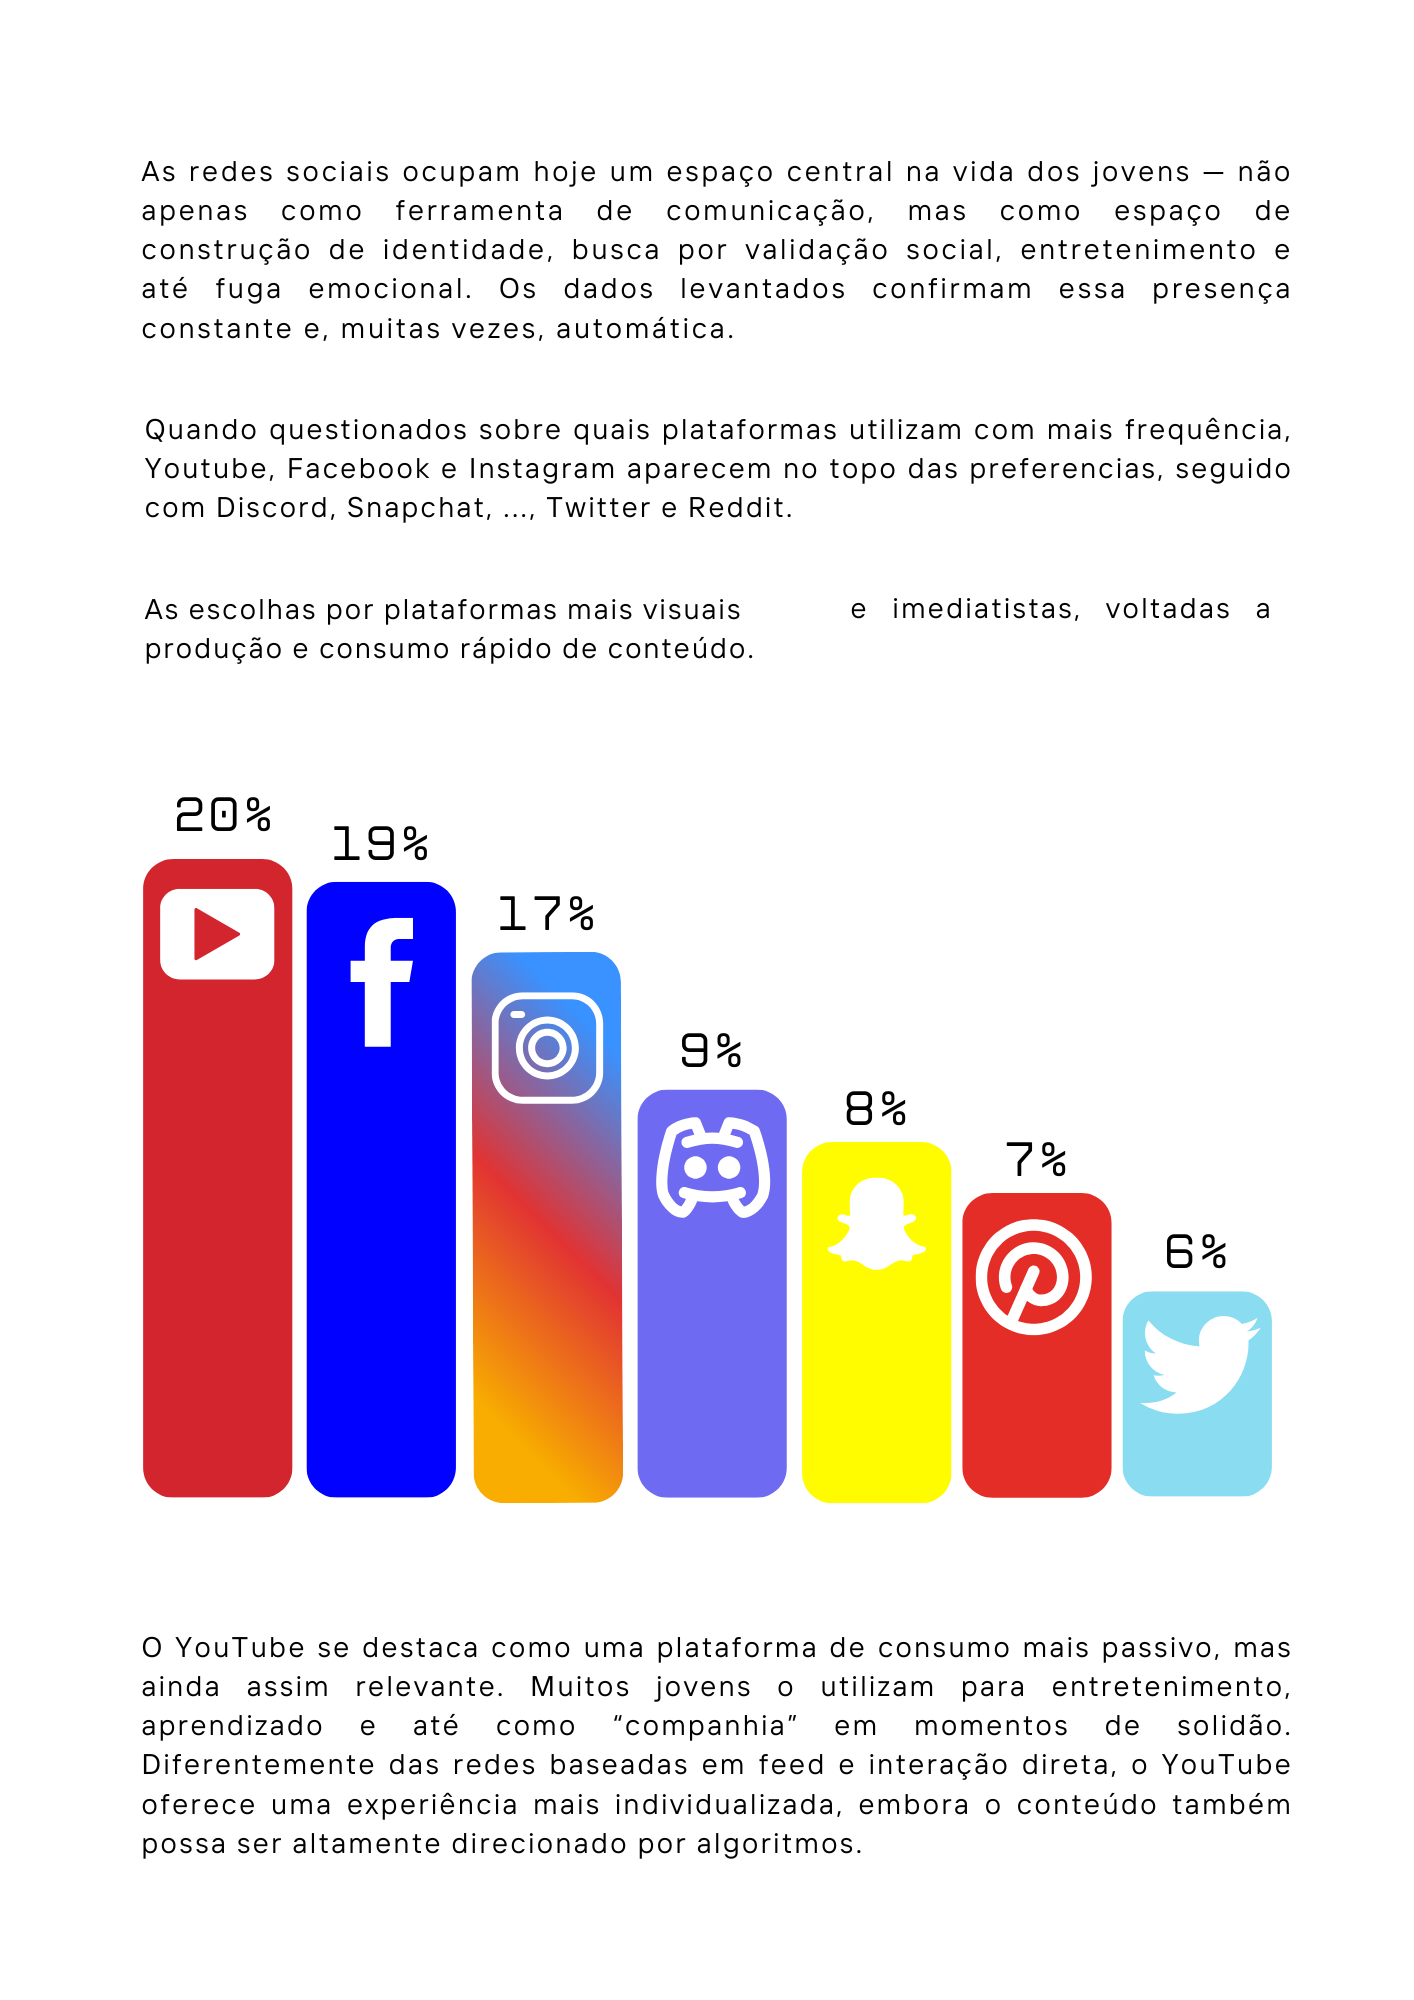 As redes sociais ocupam hoje um espaço central na vida dos jovens — não
apenas como ferramenta de comunicação, mas como espaço de
construção de identidade, busca por validação social, entretenimento e
até fuga emocional. Os dados levantados confirmam essa presença
constante e, muitas vezes, automática.
Quando questionados sobre quais plataformas utilizam com mais frequência,
Youtube, Facebook e Instagram aparecem no topo das preferencias, seguido
com Discord, Snapchat, ..., Twitter e Reddit.
As escolhas por plataformas mais visuais e imediatistas, voltadas a
produção e consumo rápido de conteúdo.
20%
19%
17%
9%
8%
7%
6%
O YouTube se destaca como uma plataforma de consumo mais passivo, mas
ainda assim relevante. Muitos jovens o utilizam para entretenimento,
aprendizado e até como “companhia” em momentos de solidão.
Diferentemente das redes baseadas em feed e interação direta, o YouTube
oferece uma experiência mais individualizada, embora o conteúdo também
possa ser altamente direcionado por algoritmos.